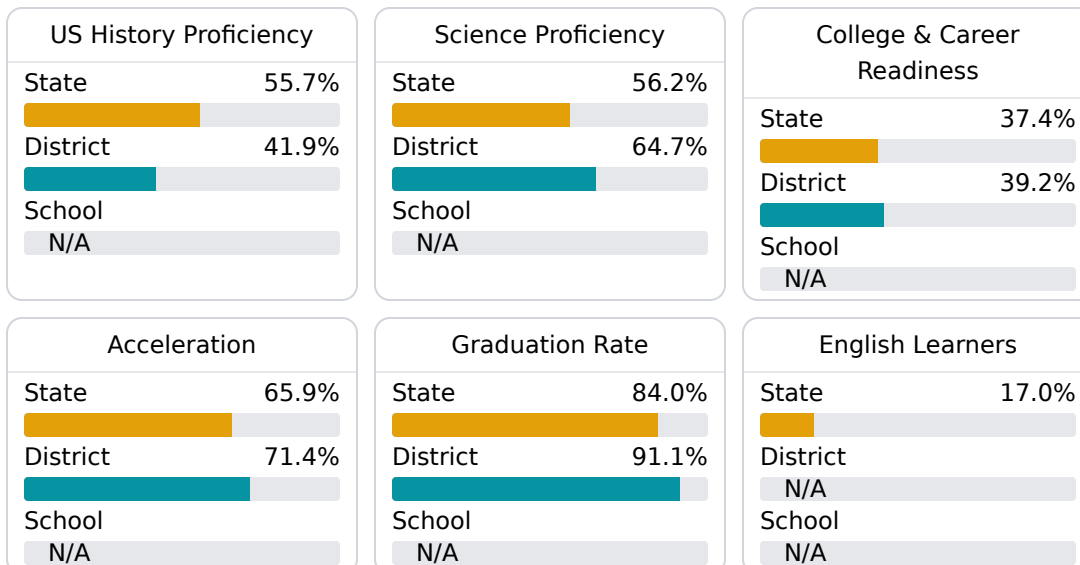 US History Proficiency
State 55.7%
District 41.9%
School
N/A
Science Proficiency
State 56.2%
District 64.7%
School
N/A
College & Career
Readiness
State 37.4%
District 39.2%
School
N/A
Acceleration
State 65.9%
District 71.4%
School
N/A
Graduation Rate
State 84.0%
District 91.1%
School
N/A
English Learners
State 17.0%
District
N/A
School
N/A